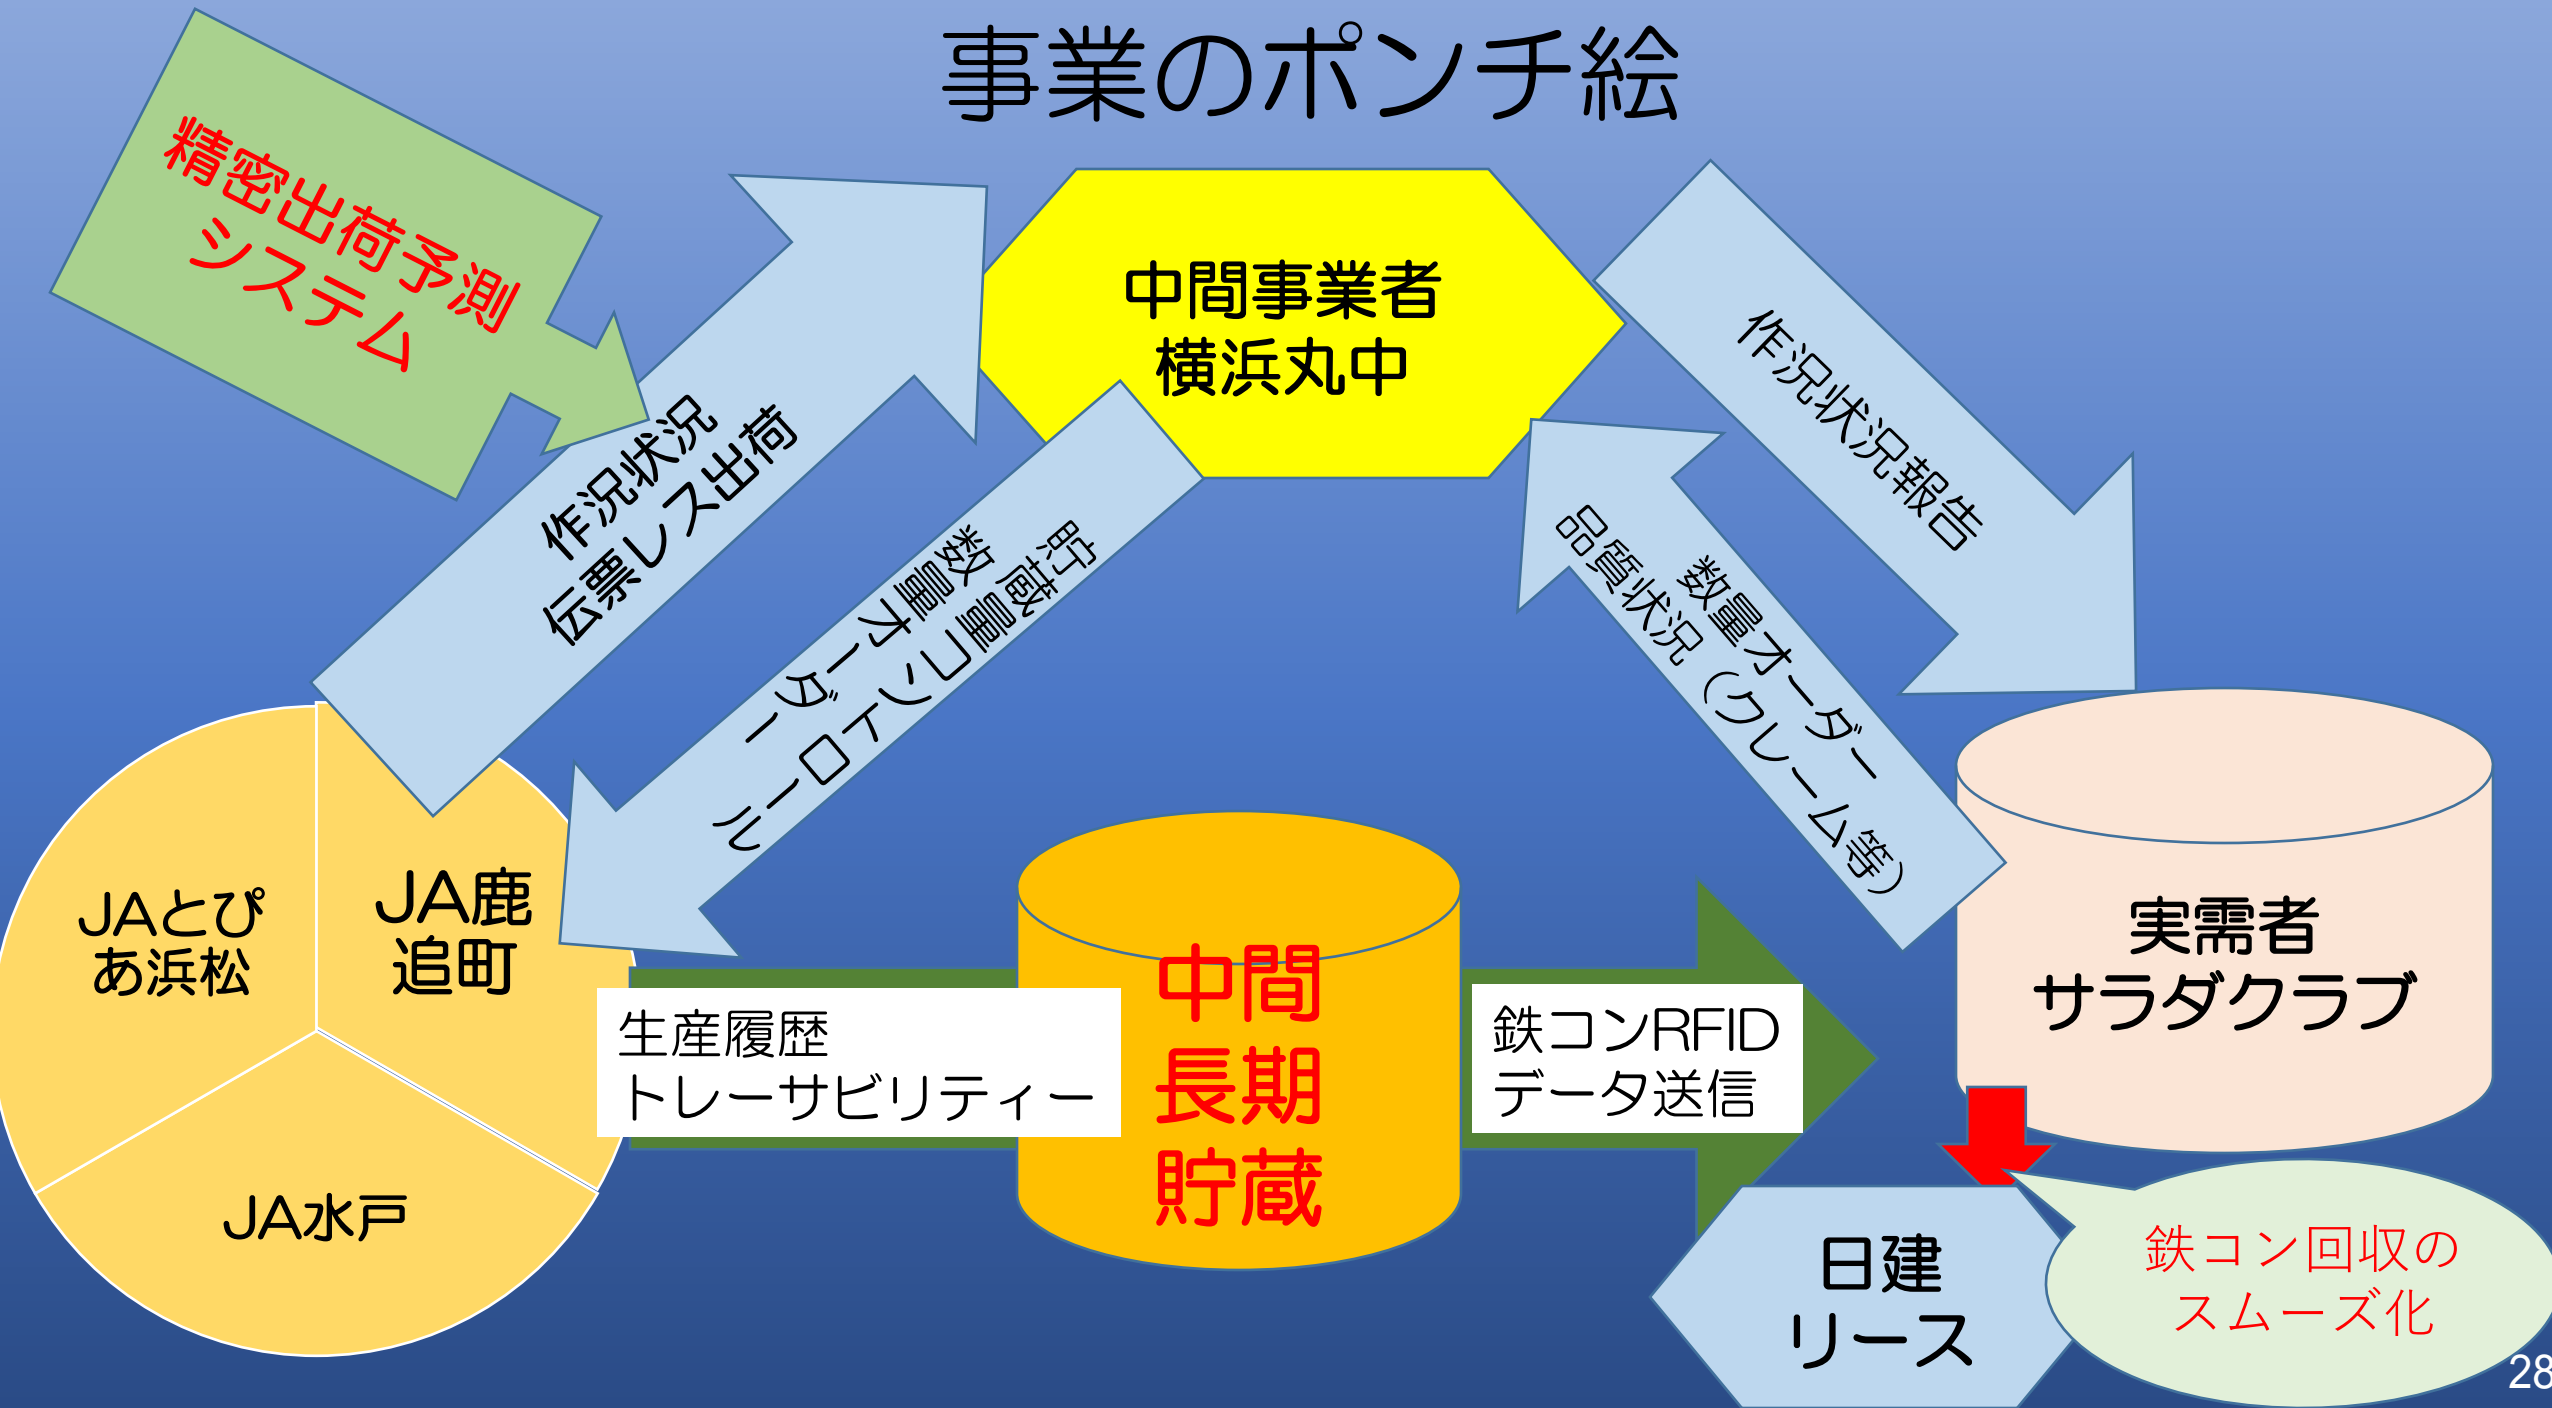 事業のポンチ絵
精密出荷予測
システム
中間事業者
横浜丸中
作況状況
伝票レス出荷
数量オーダー
貯蔵量コントロール
作況状況報告
数量オーダー
品質状況（クレーム等）
JAとぴ
あ浜松
JA鹿
追町
JA水戸
生産履歴
トレーサビリティー
中間
長期
貯蔵
鉄コンRFID
データ送信
実需者
サラダクラブ
日建
リース
鉄コン回収の
スムーズ化
28